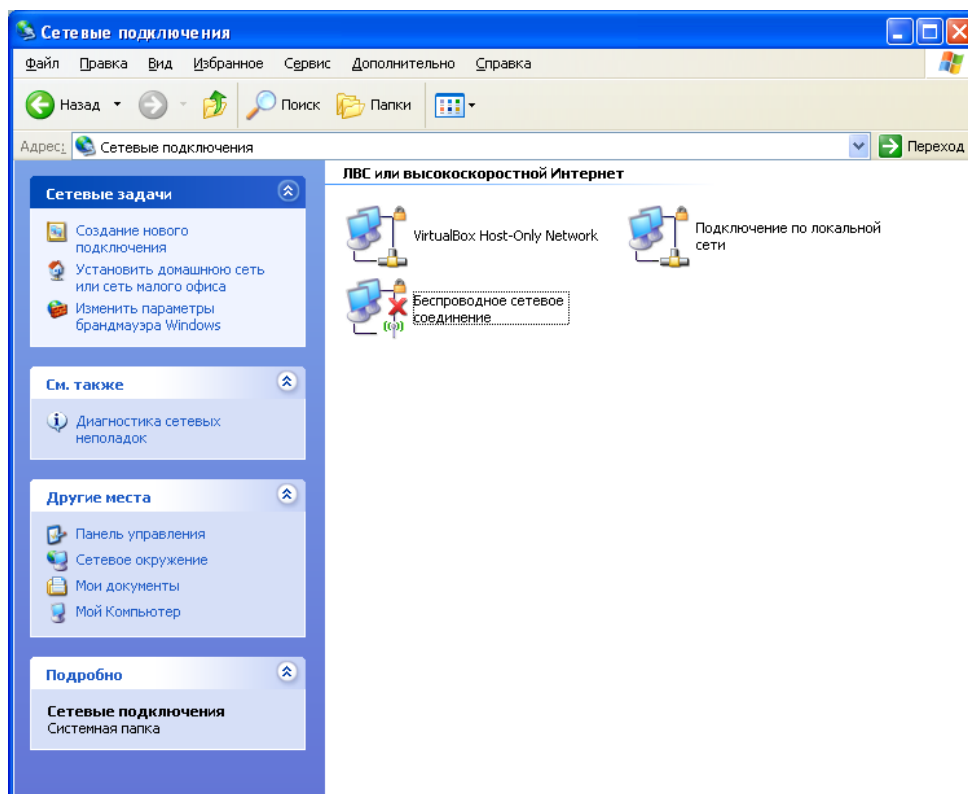 Сетевые подключения
Файл Правка Вид Избранное Сервис Дополнительно Справка
Назад Поиск Папки
Адрес: Сетевые подключения Переход
Сетевые задачи
Создание нового
подключения
Установить домашнюю сеть
или сеть малого офиса
Изменить параметры
брандмауэра Windows
См. также
Диагностика сетевых
неполадок
Другие места
Панель управления
Сетевое окружение
Мои документы
Мой Компьютер
Подробно
Сетевые подключения
Системная папка
ЛВС или высокоскоростной Интернет
VirtualBox Host-Only Network
Подключение по локальной
сети
Беспроводное сетевое
соединение